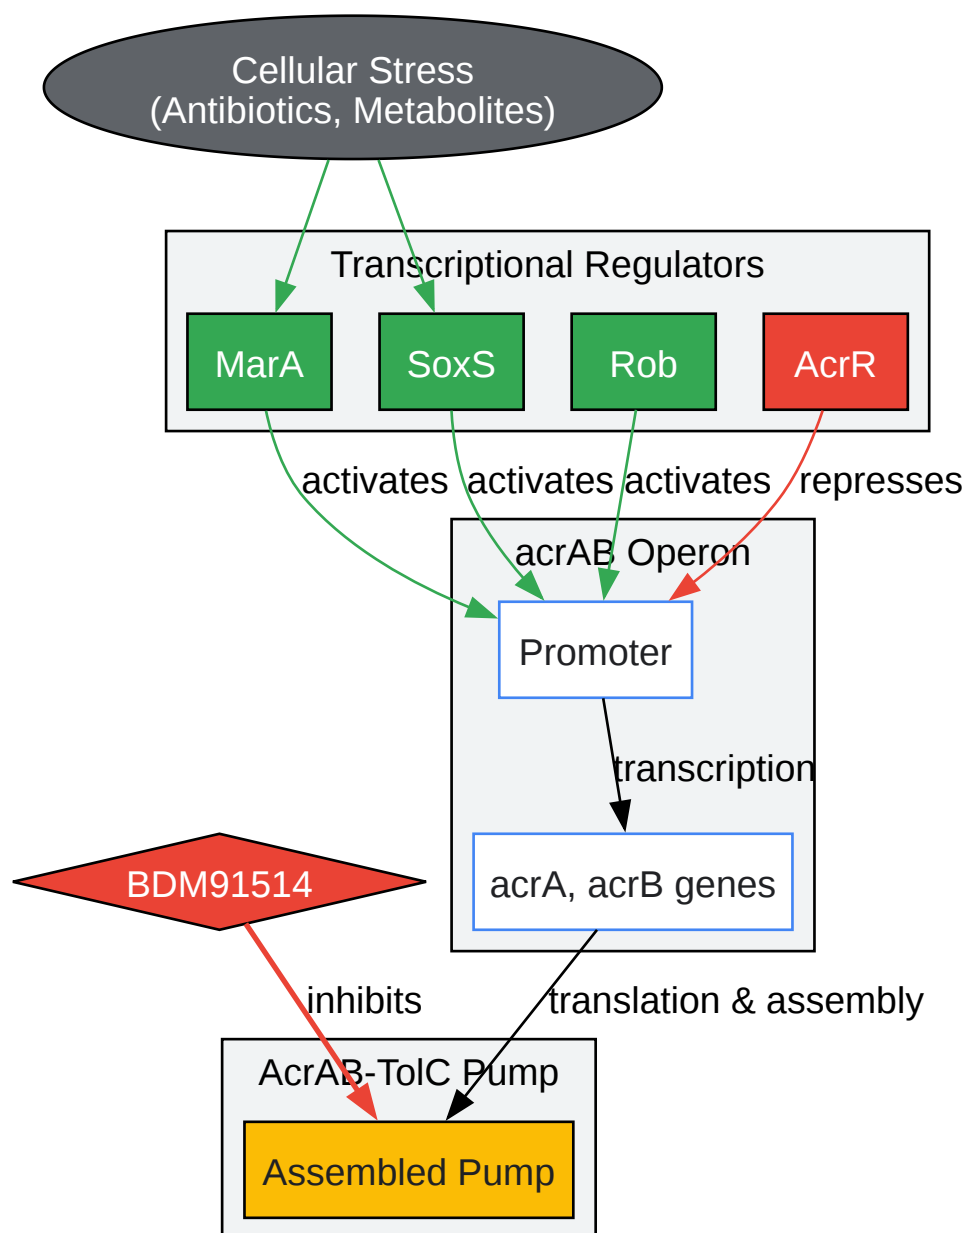 Cellular Stress
(Antibiotics, Metabolites)
Transcriptional Regulators
MarA
SoxS
Rob
AcrR
activates
activates
activates
represses
acrAB Operon
Promoter
transcription
BDM91514
acrA, acrB genes
inhibits
translation & assembly
AcrAB-TolC Pump
Assembled Pump